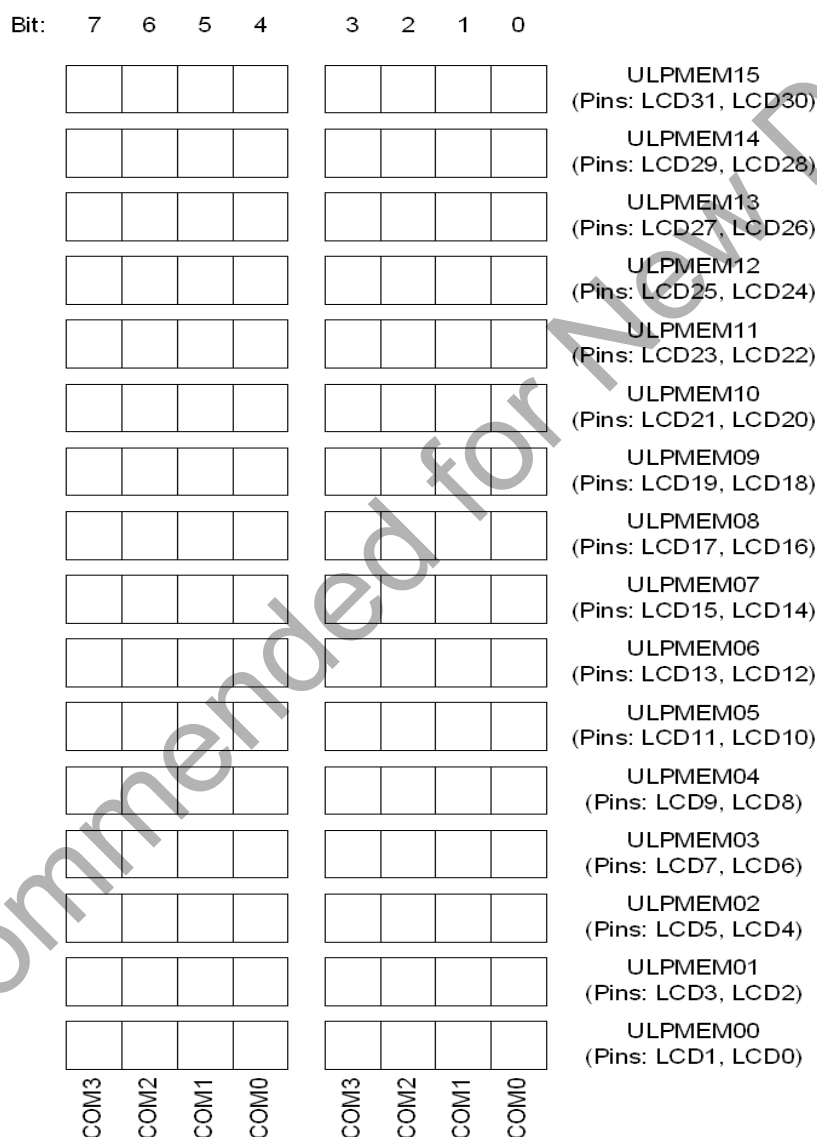 Bit: 7 6 5 4 3 2 1 0
ULPMEM15
(Pins: LCD31, LCD30)
ULPMEM14
(Pins: LCD29, LCD28)
ULPMEM13
(Pins: LCD27, LCD26)
ULPMEM12
(Pins: LCD25, LCD24)
ULPMEM11
(Pins: LCD23, LCD22)
ULPMEM10
(Pins: LCD21, LCD20)
ULPMEM09
(Pins: LCD19, LCD18)
ULPMEM08
(Pins: LCD17, LCD16)
ULPMEM07
(Pins: LCD15, LCD14)
ULPMEM06
(Pins: LCD13, LCD12)
ULPMEM05
(Pins: LCD11, LCD10)
ULPMEM04
(Pins: LCD9, LCD8)
ULPMEM03
(Pins: LCD7, LCD6)
ULPMEM02
(Pins: LCD5, LCD4)
ULPMEM01
(Pins: LCD3, LCD2)
ULPMEM00
(Pins: LCD1, LCD0)
COM3 COM2 COM1 COM0 COM3 COM2 COM1 COM0
ommended for New D